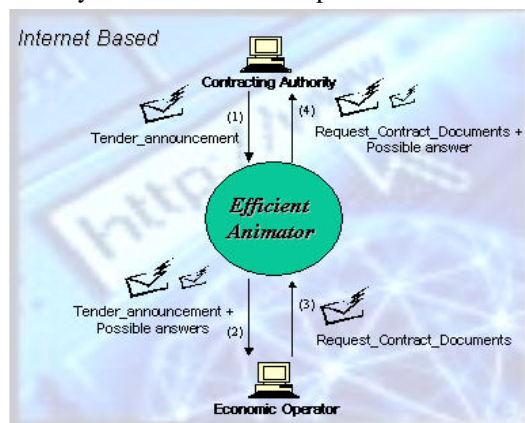 Internet Based
Contracting Authority
(1)
(4)
Tender_announcement
Request_Contract_Documents +
Possible answer
http://w
Efficient
Animator
Tender_announcement +
Possible answers
(2)
(3)
Request_Contract_Documents
Economic Operator